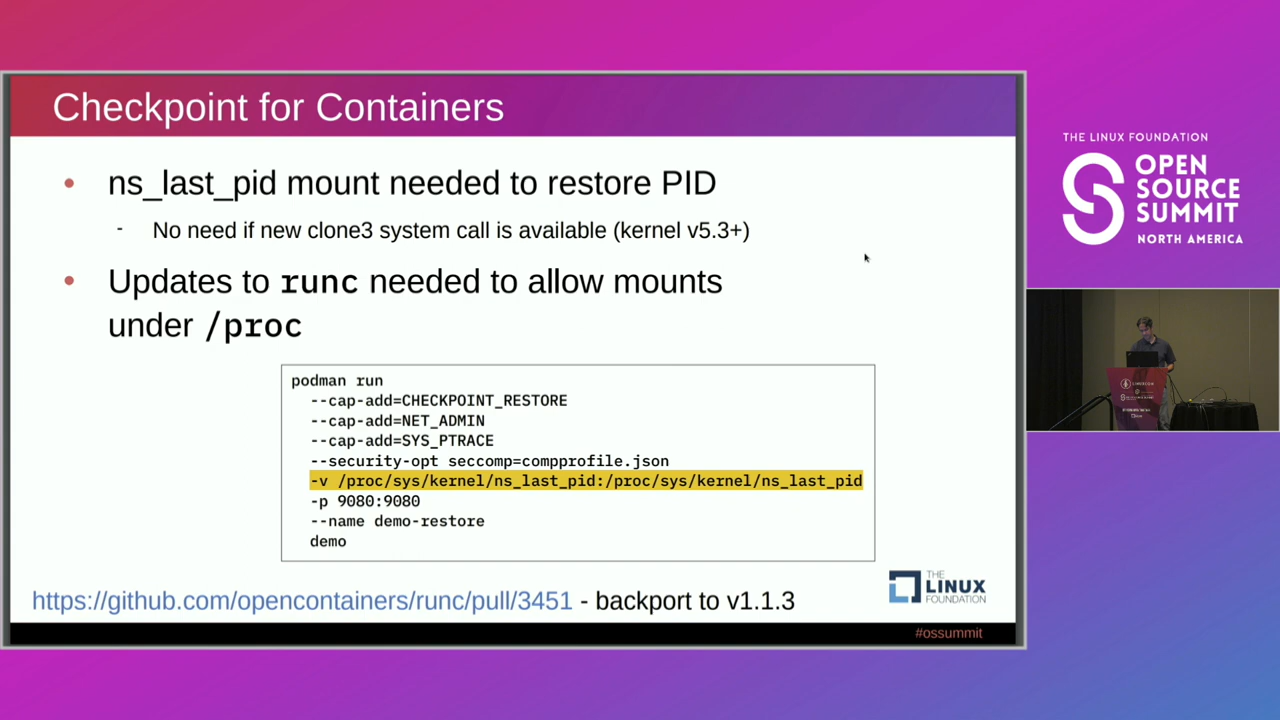 Checkpoint for Containers
• ns_last_pid mount needed to restore PID
- No need if new clone3 system call is available (kernel v5.3+)
• Updates to runc needed to allow mounts
under /proc
podman run
--cap-add=CHECKPOINT_RESTORE
--cap-add=NET_ADMIN
--cap-add=SYS_PTRACE
--security-opt seccomp=compprofile.json
-v /proc/sys/kernel/ns_last_pid:/proc/sys/kernel/ns_last_pid
-p 9080:9080
--name demo-restore
demo
https://github.com/opencontainers/runc/pull/3451 - backport to v1.1.3
THE
LINUX
FOUNDATION
#ossummit
THE LINUX FOUNDATION
OPEN
SOURCE
SUMMIT
NORTH AMERICA